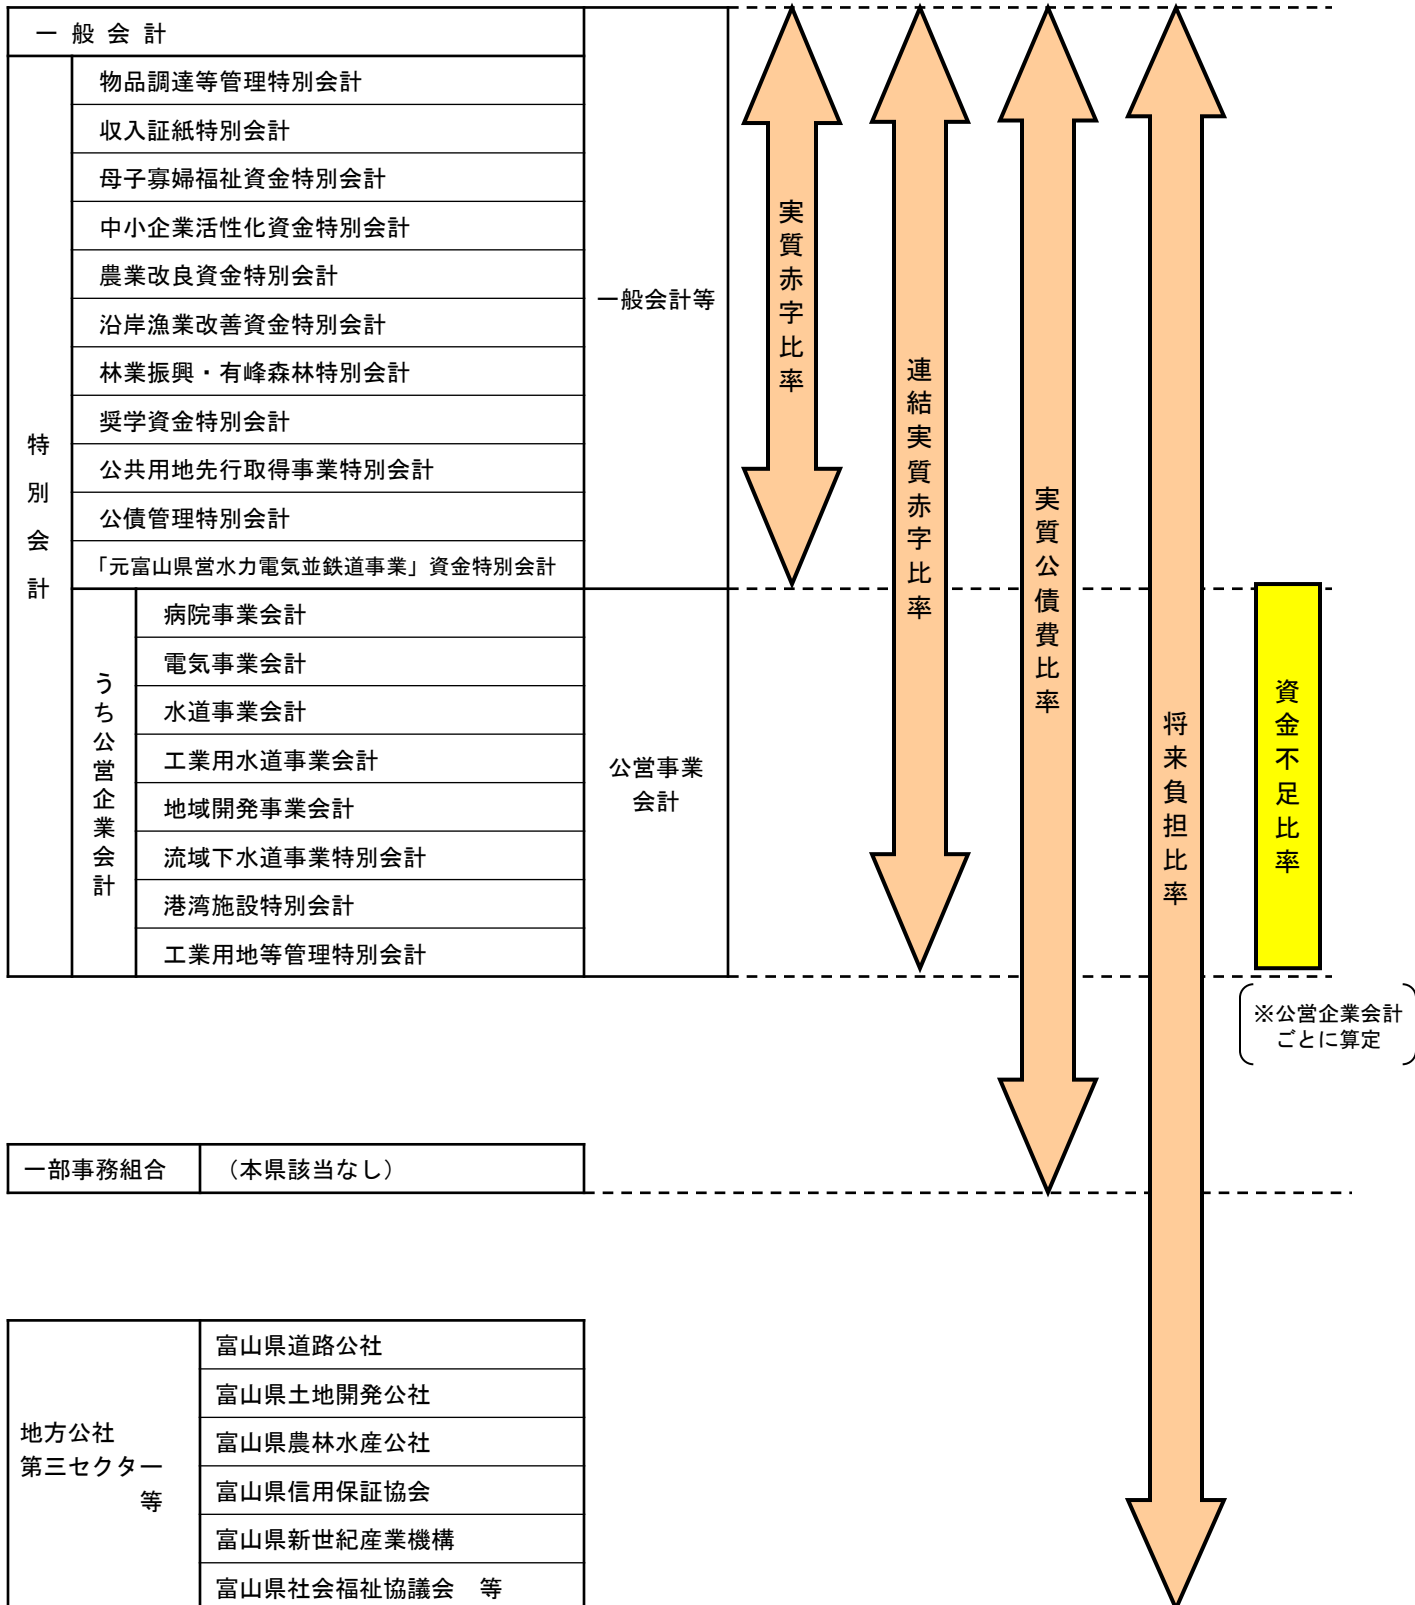 一般会計
特別会計
物品調達等管理特別会計
収入証紙特別会計
母子寡婦福祉資金特別会計
中小企業活性化資金特別会計
農業改良資金特別会計
沿岸漁業改善資金特別会計
林業振興・有峰森林特別会計
奨学資金特別会計
公共用地先行取得事業特別会計
公債管理特別会計
「元富山県営水力電気並鉄道事業」資金特別会計
うち公営企業会計
病院事業会計
電気事業会計
水道事業会計
工業用水道事業会計
地域開発事業会計
流域下水道事業特別会計
港湾施設特別会計
工業用地等管理特別会計
一般会計等
公営事業
会計
実質赤字比率
連結実質赤字比率
実質公債費比率
将来負担比率
資金不足比率
※公営企業会計
ごとに算定
一部事務組合
（本県該当なし）
地方公社
第三セクター
等
富山県道路公社
富山県土地開発公社
富山県農林水産公社
富山県信用保証協会
富山県新世紀産業機構
富山県社会福祉協議会　等